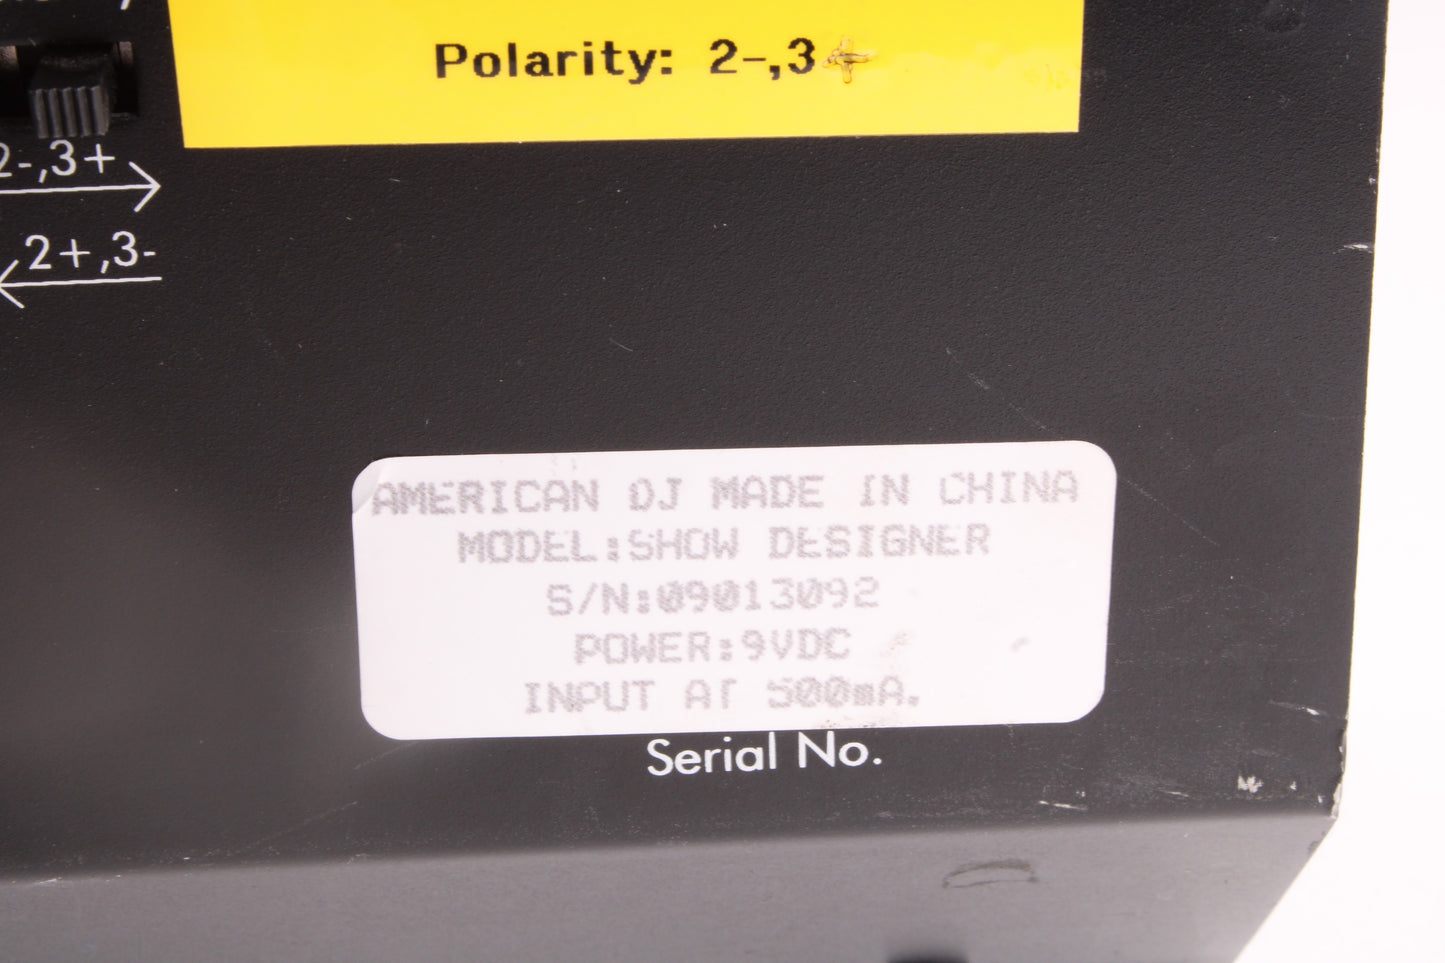 Polarity: 2-,3+
2-,3+
2+,3-
AMERICAN DJ MADE IN CHINA
MODEL:SHOW DESIGNER
S/N:09013092
POWER:9VDC
INPUT AT 500mA.
Serial No.